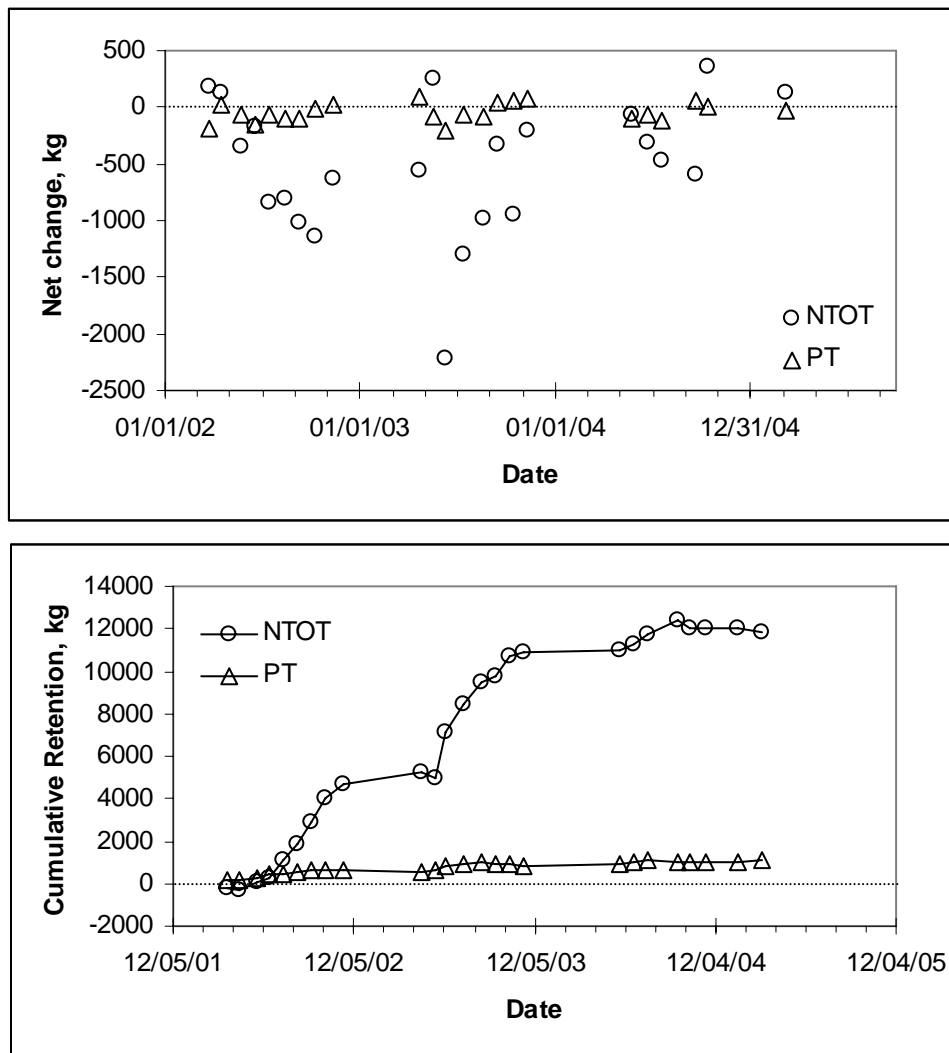 500
0
-500
-1000
-1500
-2000
-2500
Net change, kg
NTOT
PT
01/01/02 01/01/03 01/01/04 12/31/04
Date
14000
12000
10000
8000
6000
4000
2000
0
-2000
Cumulative Retention, kg
NTOT
PT
12/05/01 12/05/02 12/05/03 12/04/04 12/04/05
Date